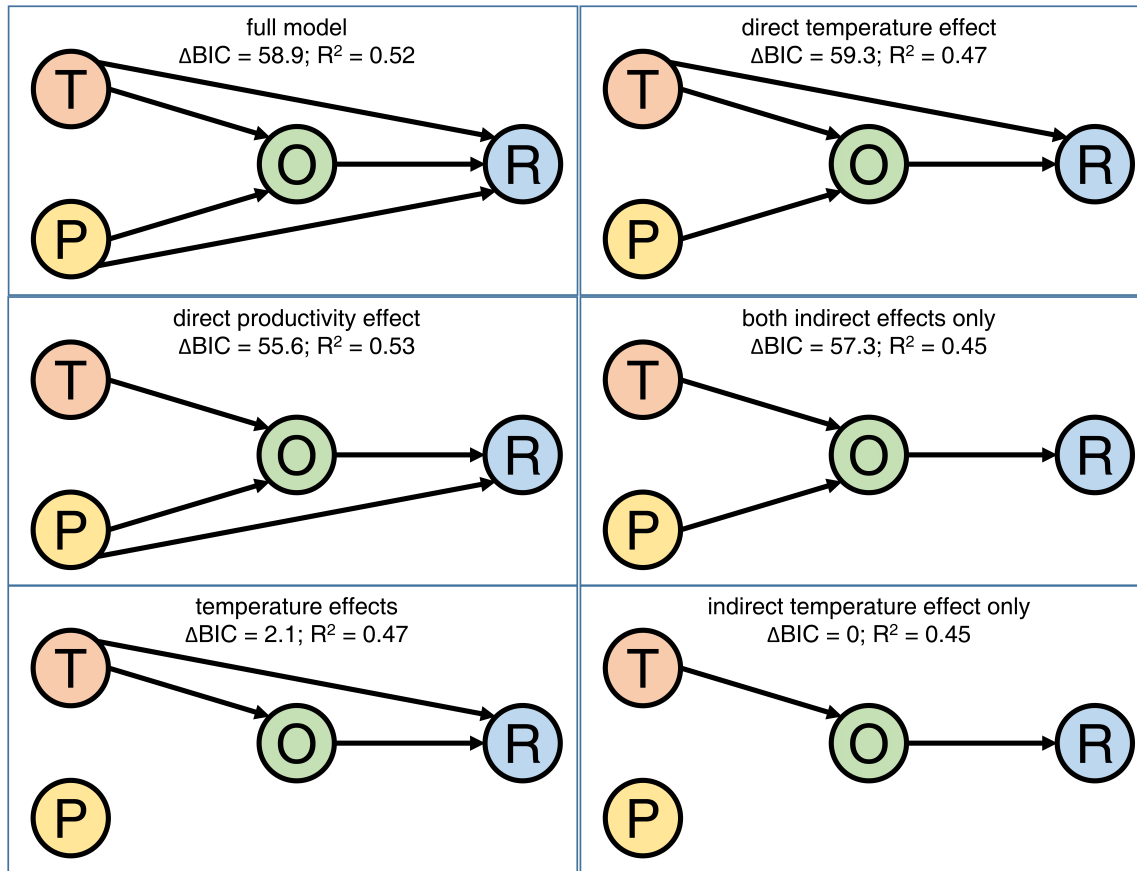 full model
ΔBIC = 58.9; R² = 0.52
T
O
R
P
direct temperature effect
ΔBIC = 59.3; R² = 0.47
T
O
R
P
direct productivity effect
ΔBIC = 55.6; R² = 0.53
T
O
R
P
both indirect effects only
ΔBIC = 57.3; R² = 0.45
T
O
R
P
temperature effects
ΔBIC = 2.1; R² = 0.47
T
O
R
P
indirect temperature effect only
ΔBIC = 0; R² = 0.45
T
O
R
P